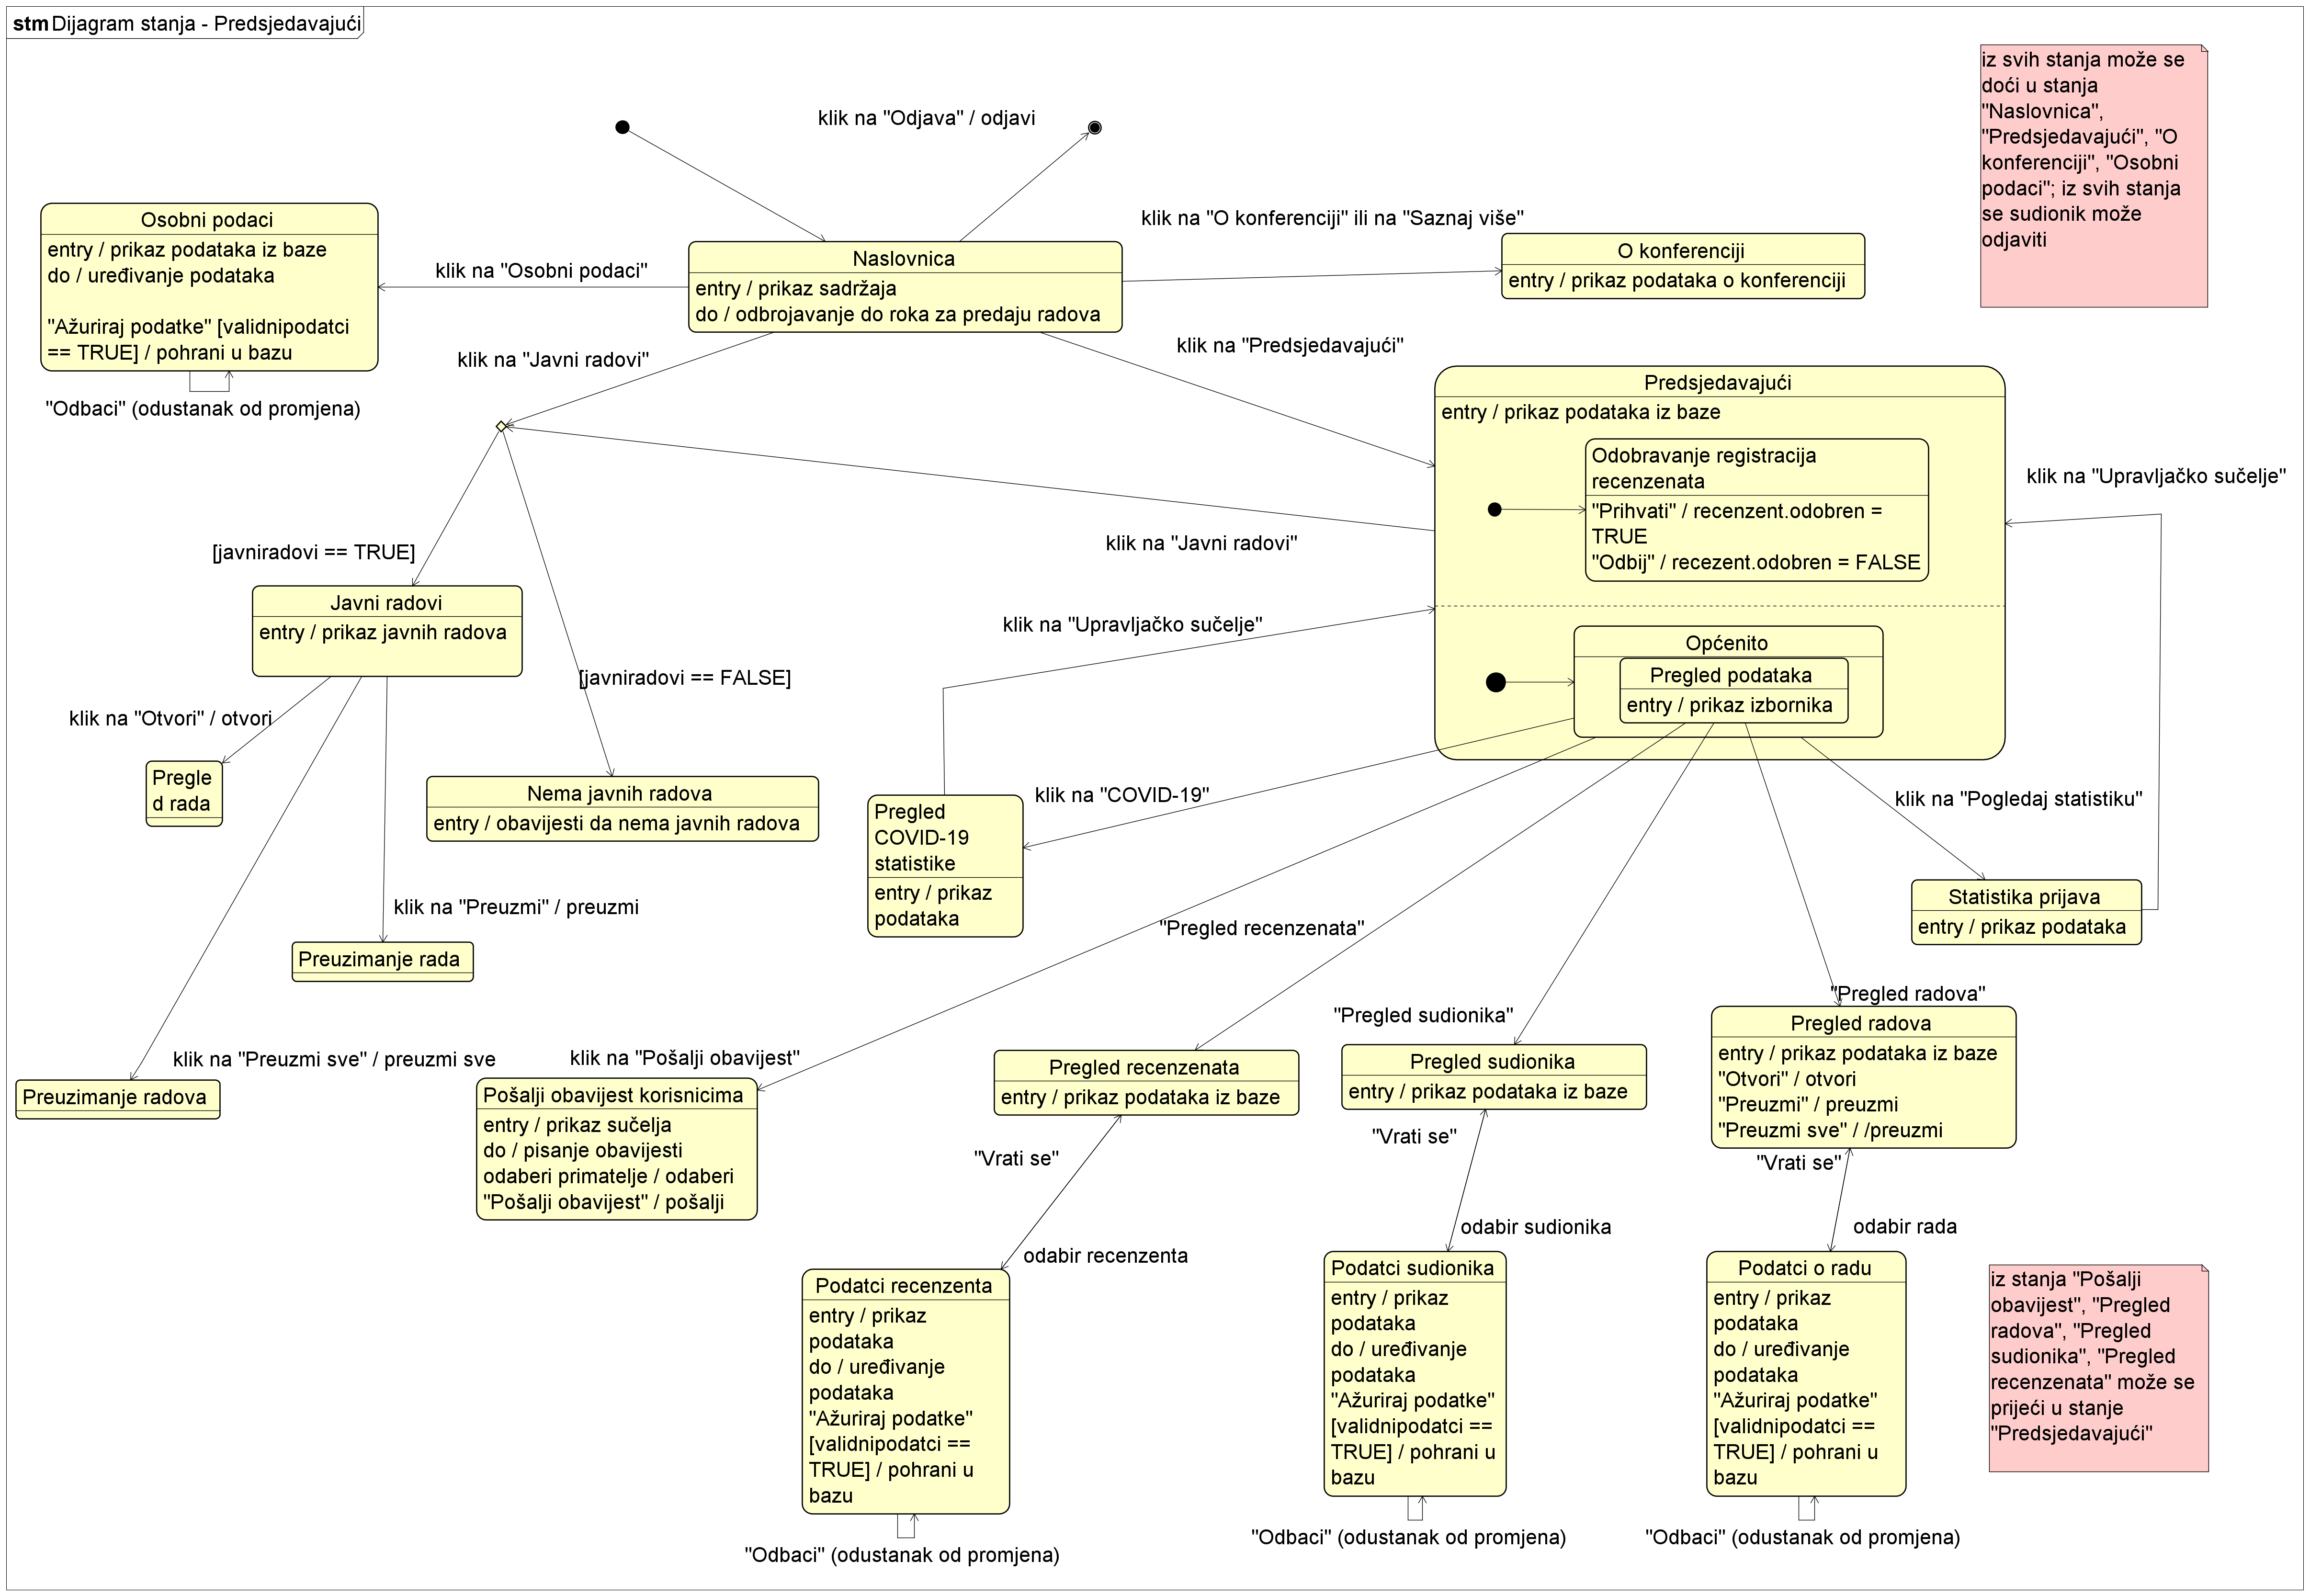 stm Dijagram stanja - Predsjedavajući
iz svih stanja može se
doći u stanja
"Naslovnica",
"Predsjedavajući", "O
konferenciji", "Osobni
podaci"; iz svih stanja
se sudionik može
odjaviti
klik na "Odjava" / odjavi
Osobni podaci
entry / prikaz podataka iz baze
do / uređivanje podataka
"Ažuriraj podatke" [validnipodatci
== TRUE] / pohrani u bazu
"Odbaci" (odustanak od promjena)
klik na "Osobni podaci"
Naslovnica
entry / prikaz sadržaja
do / odbrojavanje do roka za predaju radova
klik na "O konferenciji" ili na "Saznaj više"
O konferenciji
entry / prikaz podataka o konferenciji
klik na "Javni radovi"
klik na "Predsjedavajući"
Predsjedavajući
entry / prikaz podataka iz baze
Odobravanje registracija
recenzenata
"Prihvati" / recenzent.odobren =
TRUE
"Odbij" / recezent.odobren = FALSE
klik na "Upravljačko sučelje"
klik na "Javni radovi"
[javniradovi == TRUE]
Javni radovi
entry / prikaz javnih radova
klik na "Upravljačko sučelje"
Općenito
Pregled podataka
entry / prikaz izbornika
[javniradovi == FALSE]
klik na "Otvori" / otvori
Pregle
d rada
Nema javnih radova
entry / obavijesti da nema javnih radova
klik na "COVID-19"
Pregled
COVID-19
statistike
entry / prikaz
podataka
klik na "Pogledaj statistiku"
Statistika prijava
entry / prikaz podataka
klik na "Preuzmi" / preuzmi
Preuzimanje rada
"Pregled recenzenata"
"Pregled sudionika"
"Pregled radova"
klik na "Preuzmi sve" / preuzmi sve
Preuzimanje radova
klik na "Pošalji obavijest"
Pošalji obavijest korisnicima
entry / prikaz sučelja
do / pisanje obavijesti
odaberi primatelje / odaberi
"Pošalji obavijest" / pošalji
Pregled recenzenata
entry / prikaz podataka iz baze
Pregled sudionika
entry / prikaz podataka iz baze
Pregled radova
entry / prikaz podataka iz baze
"Otvori" / otvori
"Preuzmi" / preuzmi
"Preuzmi sve" / /preuzmi
"Vrati se"
"Vrati se"
"Vrati se"
odabir recenzenta
odabir sudionika
odabir rada
Podatci recenzenta
entry / prikaz
podataka
do / uređivanje
podataka
"Ažuriraj podatke"
[validnipodatci ==
TRUE] / pohrani u
bazu
"Odbaci" (odustanak od promjena)
Podatci sudionika
entry / prikaz
podataka
do / uređivanje
podataka
"Ažuriraj podatke"
[validnipodatci ==
TRUE] / pohrani u
bazu
"Odbaci" (odustanak od promjena)
Podatci o radu
entry / prikaz
podataka
do / uređivanje
podataka
"Ažuriraj podatke"
[validnipodatci ==
TRUE] / pohrani u
bazu
"Odbaci" (odustanak od promjena)
iz stanja "Pošalji
obavijest", "Pregled
radova", "Pregled
sudionika", "Pregled
recenzenata" može se
prijeći u stanje
"Predsjedavajući"